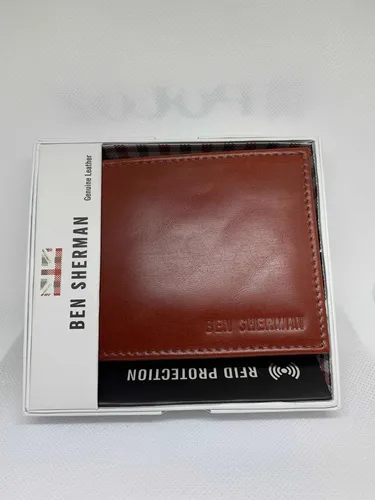 BEN SHERMAN
Genuine Leather
BEN SHERMAN
RFID PROTECTION